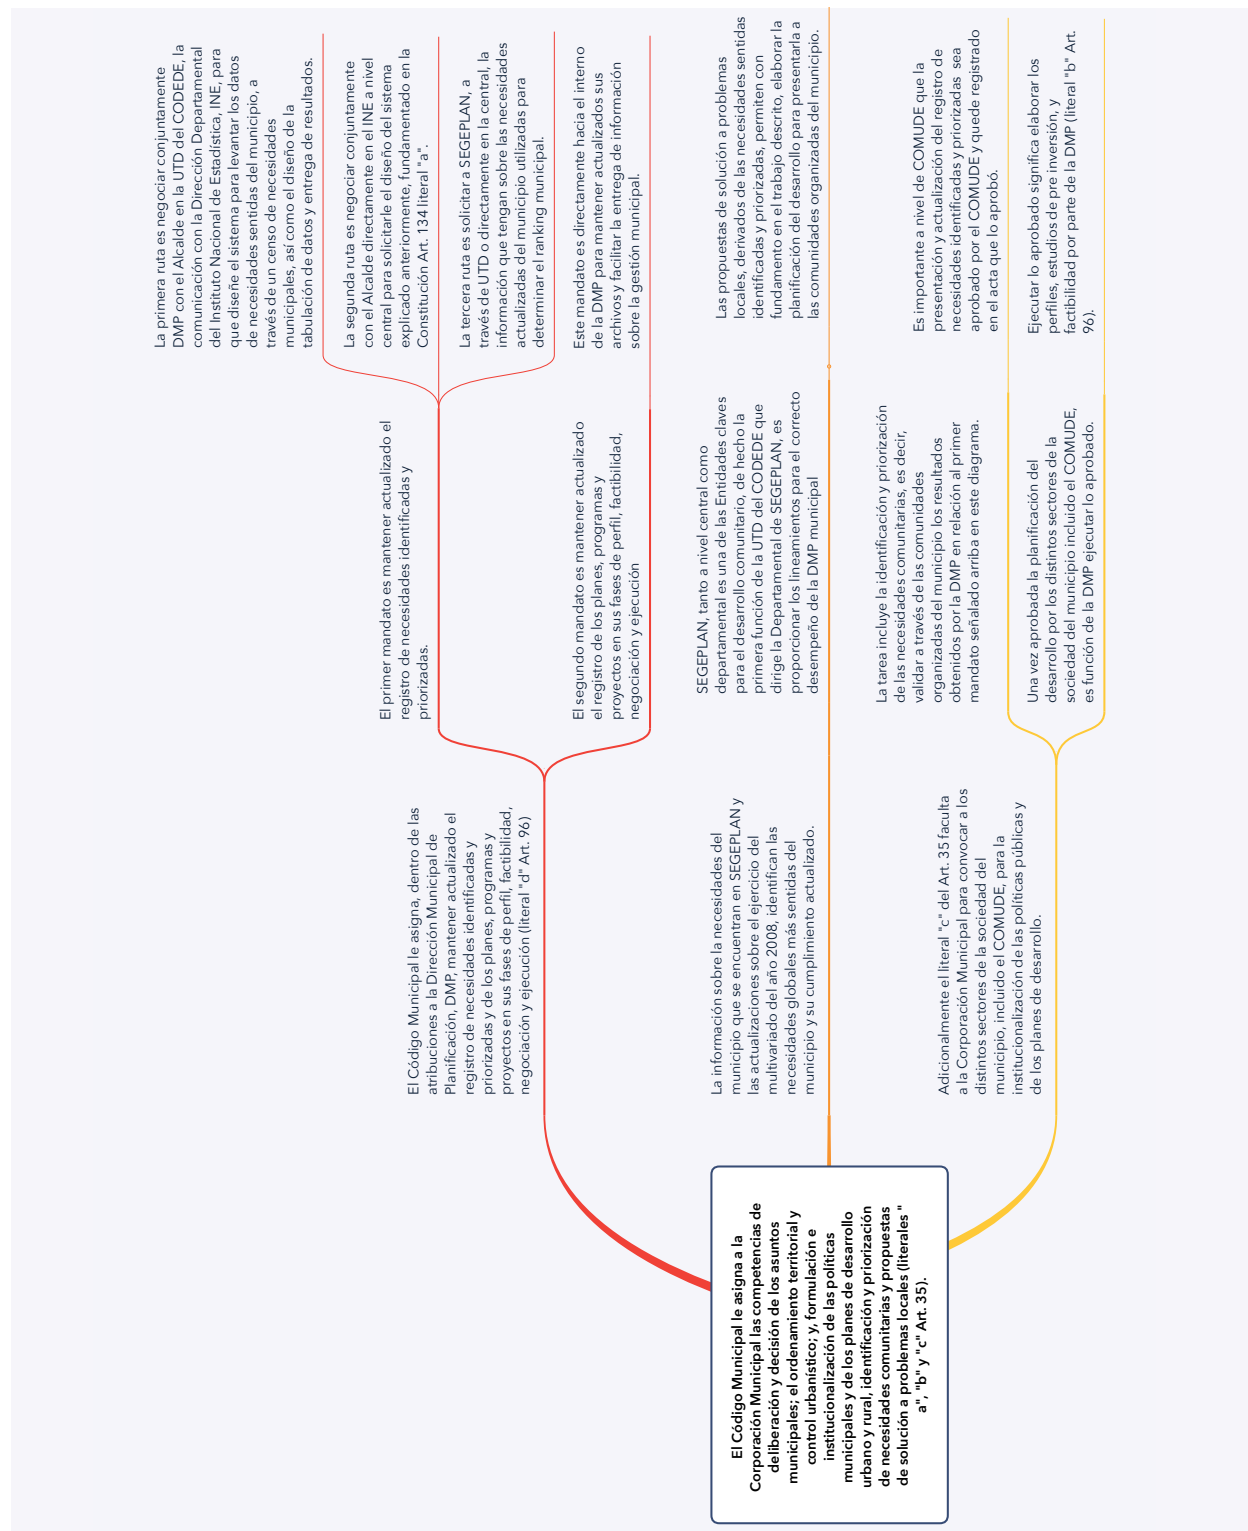 El Código Municipal le asigna a la
Corporación Municipal las competencias de
deliberación y decisión de los asuntos
municipales; el ordenamiento territorial y
control urbanístico; y, formulación e
institucionalización de las políticas
municipales y de los planes de desarrollo
urbano y rural, identificación y priorización
de necesidades comunitarias y propuestas
de solución a problemas locales (literales "
a", "b" y "c" Art. 35).
El Código Municipal le asigna, dentro de las
atribuciones a la Dirección Municipal de
Planificación, DMP, mantener actualizado el
registro de necesidades identificadas y
priorizadas y de los planes, programas y
proyectos en sus fases de perfil, factibilidad,
negociación y ejecución (literal "d" Art. 96)
El primer mandato es mantener actualizado el
registro de necesidades identificadas y
priorizadas.
La primera ruta es negociar conjuntamente
DMP con el Alcalde en la UTD del CODEDE, la
comunicación con la Dirección Departamental
del Instituto Nacional de Estadística, INE, para
que diseñe el sistema para levantar los datos
de necesidades sentidas del municipio, a
través de un censo de necesidades
municipales, así como el diseño de la
tabulación de datos y entrega de resultados.
La segunda ruta es negociar conjuntamente
con el Alcalde directamente en el INE a nivel
central para solicitarle el diseño del sistema
explicado anteriormente, fundamentado en la
Constitución Art. 134 literal "a".
La tercera ruta es solicitar a SEGEPLAN, a
través de UTD o directamente en la central, la
información que tengan sobre las necesidades
actualizadas del municipio utilizadas para
determinar el ranking municipal.
El segundo mandato es mantener actualizado
el registro de los planes, programas y
proyectos en sus fases de perfil, factibilidad,
negociación y ejecución
Este mandato es directamente hacia el interno
de la DMP para mantener actualizados sus
archivos y facilitar la entrega de información
sobre la gestión municipal.
La información sobre la necesidades del
municipio que se encuentran en SEGEPLAN y
las actualizaciones sobre el ejercicio del
multivariado del año 2008, identifican las
necesidades globales más sentidas del
municipio y su cumplimiento actualizado.
SEGEPLAN, tanto a nivel central como
departamental es una de las Entidades claves
para el desarrollo comunitario, de hecho la
primera función de la UTD del CODEDE que
dirige la Departamental de SEGEPLAN, es
proporcionar los lineamientos para el correcto
desempeño de la DMP municipal
Las propuestas de solución a problemas
locales, derivados de las necesidades sentidas
identificadas y priorizadas, permiten con
fundamento en el trabajo descrito, elaborar la
planificación del desarrollo para presentarla a
las comunidades organizadas del municipio.
Adicionalmente el literal "c" del Art. 35 faculta
a la Corporación Municipal para convocar a los
distintos sectores de la sociedad del
municipio, incluido el COMUDE, para la
institucionalización de las políticas públicas y
de los planes de desarrollo.
La tarea incluye la identificación y priorización
de las necesidades comunitarias, es decir,
validar a través de las comunidades
organizadas del municipio los resultados
obtenidos por la DMP en relación al primer
mandato señalado arriba en este diagrama.
Es importante a nivel de COMUDE que la
presentación y actualización del registro de
necesidades identificadas y priorizadas sea
aprobado por el COMUDE y quede registrado
en el acta que lo aprobó.
Una vez aprobada la planificación del
desarrollo por los distintos sectores de la
sociedad del municipio incluido el COMUDE,
es función de la DMP ejecutar lo aprobado.
Ejecutar lo aprobado significa elaborar los
perfiles, estudios de pre inversión, y
factibilidad por parte de la DMP (literal "b" Art.
96).